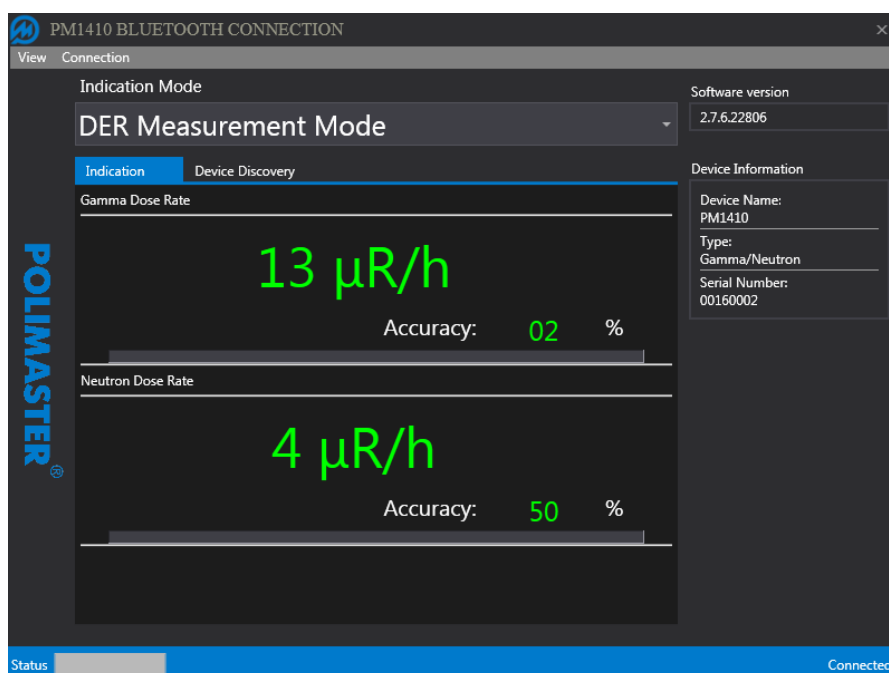 PM1410 BLUETOOTH CONNECTION
View Connection
Indication Mode
DER Measurement Mode
Indication Device Discovery
Gamma Dose Rate
13 µR/h
Accuracy: 02 %
Neutron Dose Rate
4 µR/h
Accuracy: 50 %
Software version
2.7.6.22806
Device Information
Device Name:
PM1410
Type:
Gamma/Neutron
Serial Number:
00160002
POLIMASTER®
Status
Connected